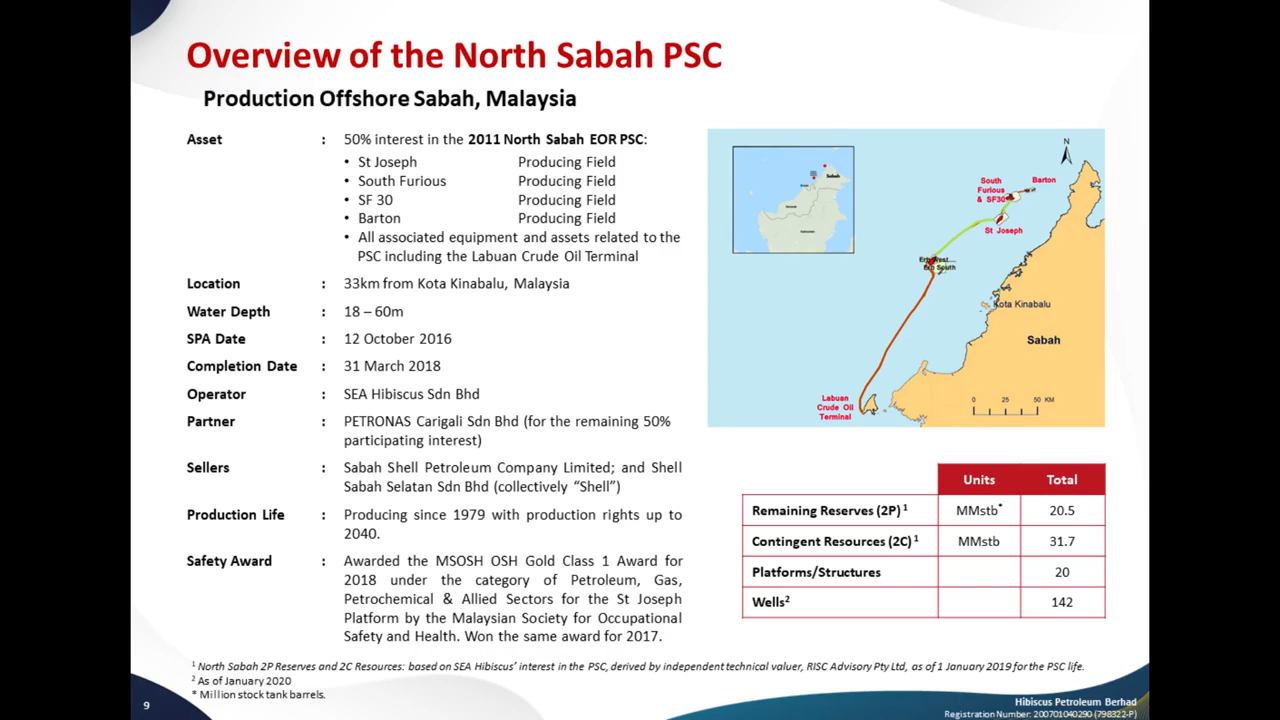 Overview of the North Sabah PSC
Production Offshore Sabah, Malaysia
Asset : 50% interest in the 2011 North Sabah EOR PSC:
• St Joseph Producing Field
• South Furious Producing Field
• SF 30 Producing Field
• Barton Producing Field
• All associated equipment and assets related to the
PSC including the Labuan Crude Oil Terminal
Location : 33km from Kota Kinabalu, Malaysia
Water Depth : 18 – 60m
SPA Date : 12 October 2016
Completion Date : 31 March 2018
Operator : SEA Hibiscus Sdn Bhd
Partner : PETRONAS Carigali Sdn Bhd (for the remaining 50%
participating interest)
Sellers : Sabah Shell Petroleum Company Limited; and Shell
Sabah Selatan Sdn Bhd (collectively “Shell”)
Production Life : Producing since 1979 with production rights up to
2040.
Safety Award : Awarded the MSOSH OSH Gold Class 1 Award for
2018 under the category of Petroleum, Gas,
Petrochemical & Allied Sectors for the St Joseph
Platform by the Malaysian Society for Occupational
Safety and Health. Won the same award for 2017.
N
Sabah
South
Furious
& SF30
Barton
St Joseph
Erb West
Erb South
Kota Kinabalu
Sabah
Labuan
Crude Oil
Terminal
0 25 50 KM
Units Total
Remaining Reserves (2P) 1 MMstb* 20.5
Contingent Resources (2C) 1 MMstb 31.7
Platforms/Structures 20
Wells2 142
1 North Sabah 2P Reserves and 2C Resources: based on SEA Hibiscus’ interest in the PSC, derived by independent technical valuer, RISC Advisory Pty Ltd, as of 1 January 2019 for the PSC life.
2 As of January 2020
* Million stock tank barrels.
9
Hibiscus Petroleum Berhad
Registration Number: 200701040290 (798322-P)